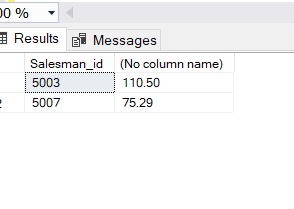 00 %
Results Messages
Salesman_id (No column name)
5003 110.50
2 5007 75.29